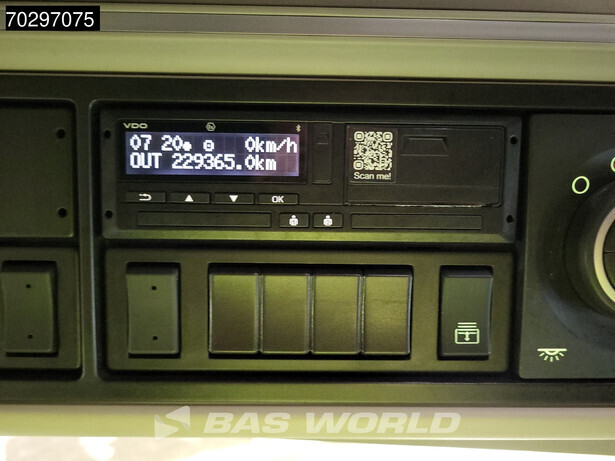 70297075
VDO
07 20 0km/h
OUT 229365.0km
Scan me!
OK
BAS WORLD